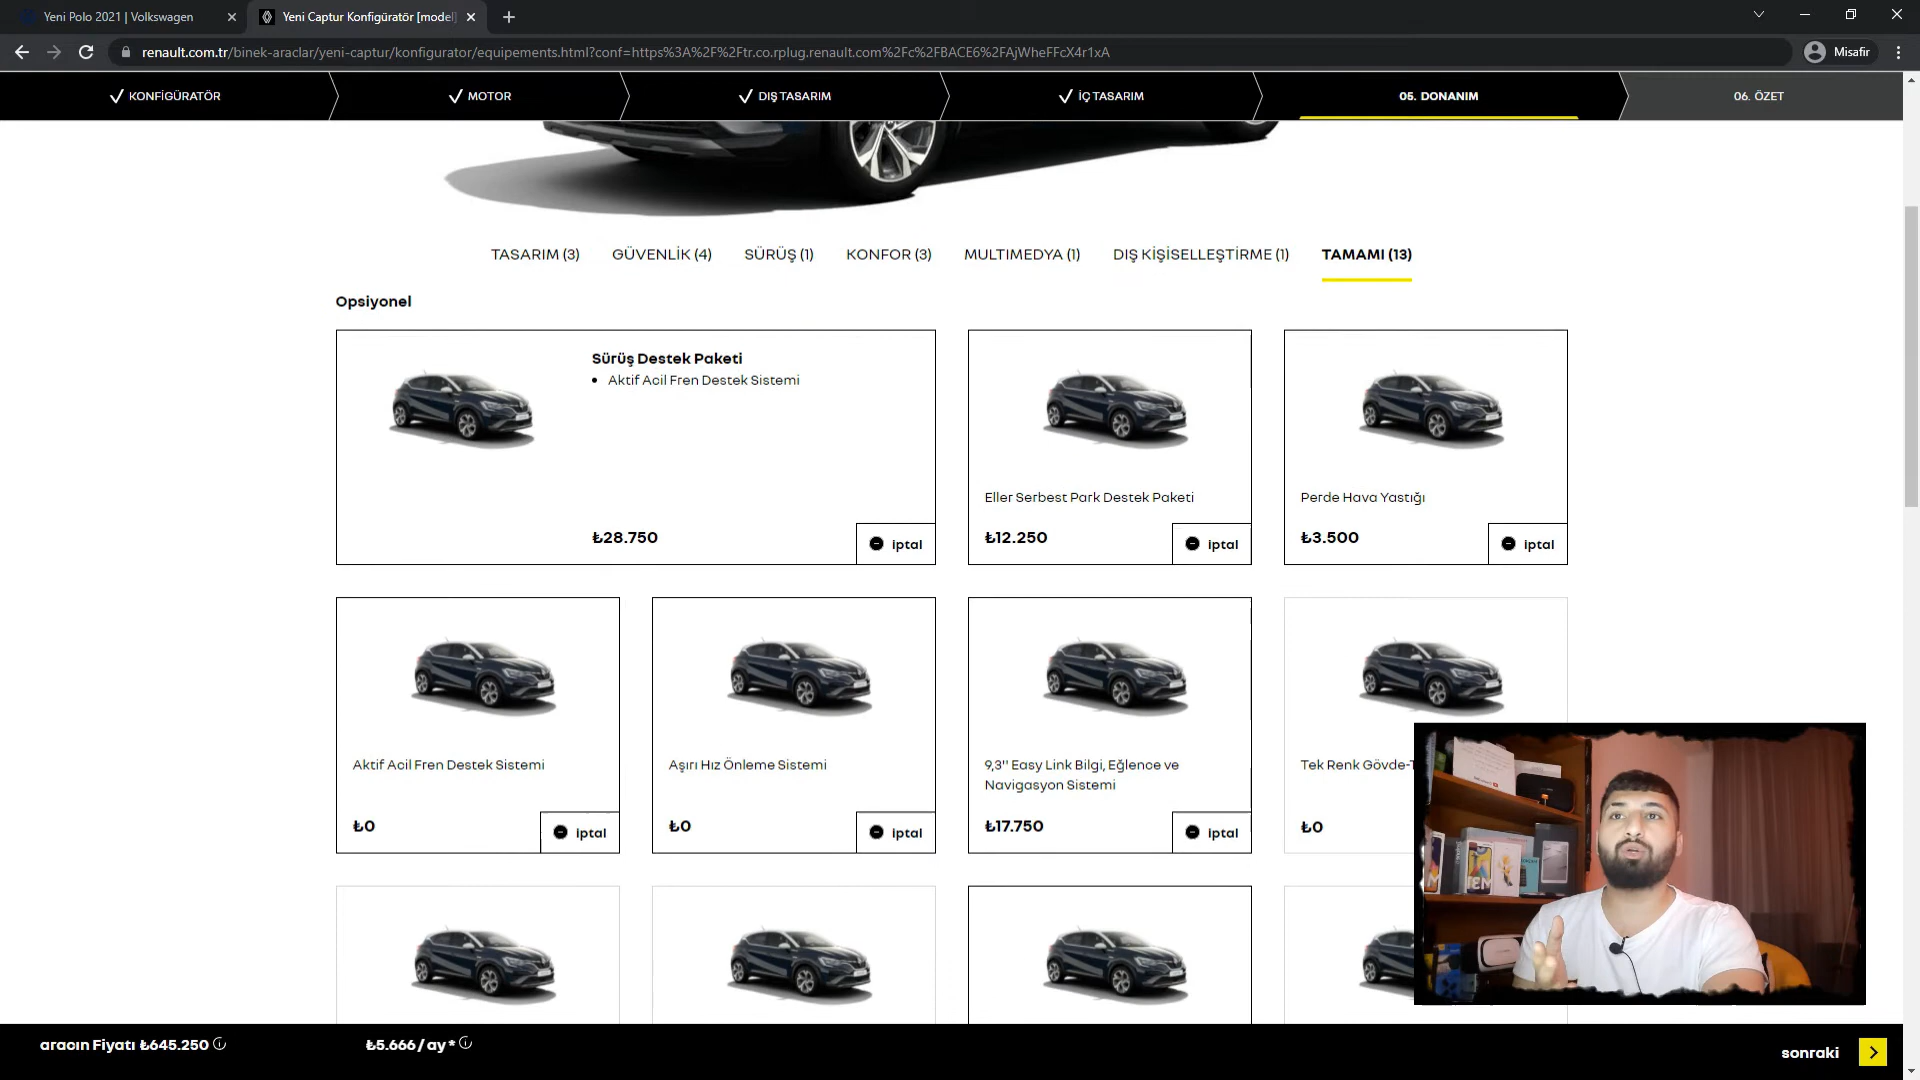 Yeni Polo 2021 | Volkswagen
Yeni Captur Konfigüratör [model]
renault.com.tr/binek-araclar/yeni-captur/konfigurator/equipements.html?conf=https%3A%2F%2Ftr.co.rplug.renault.com%2Fc%2FBACE6%2FAjWheFFcX4r1xA
Misafir
KONFİGÜRATÖR
MOTOR
DIŞ TASARIM
İÇ TASARIM
05. DONANIM
06. ÖZET
TASARIM (3)
GÜVENLİK (4)
SÜRÜŞ (1)
KONFOR (3)
MULTIMEDYA (1)
DIŞ KİŞİSELLEŞTİRME (1)
TAMAMI (13)
Opsiyonel
Sürüş Destek Paketi
• Aktif Acil Fren Destek Sistemi
₺28.750
iptal
Eller Serbest Park Destek Paketi
₺12.250
iptal
Perde Hava Yastığı
₺3.500
iptal
Aktif Acil Fren Destek Sistemi
₺0
iptal
Aşırı Hız Önleme Sistemi
₺0
iptal
9,3'' Easy Link Bilgi, Eğlence ve
Navigasyon Sistemi
₺17.750
iptal
Tek Renk Gövde-T
₺0
aracın Fiyatı ₺645.250
₺5.666 / ay *
sonraki